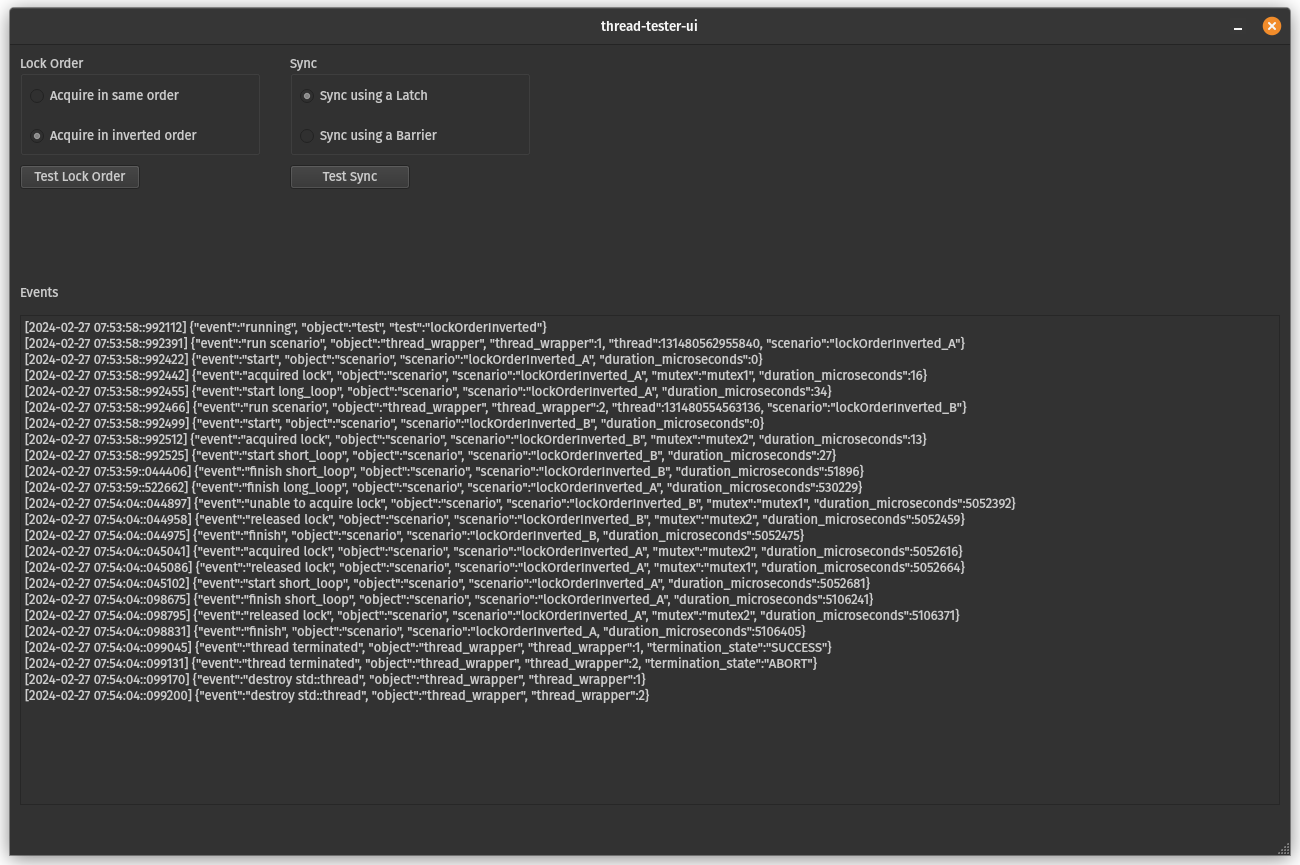 thread-tester-ui
Lock Order
Sync
Acquire in same order
Sync using a Latch
Acquire in inverted order
Sync using a Barrier
Test Lock Order
Test Sync
Events
[2024-02-27 07:53:58::992112] {"event":"running", "object":"test", "test":"lockOrderInverted"}
[2024-02-27 07:53:58::992391] {"event":"run scenario", "object":"thread_wrapper", "thread_wrapper":1, "thread":131480562955840, "scenario":"lockOrderInverted_A"}
[2024-02-27 07:53:58::992422] {"event":"start", "object":"scenario", "scenario":"lockOrderInverted_A", "duration_microseconds":0}
[2024-02-27 07:53:58::992442] {"event":"acquired lock", "object":"scenario", "scenario":"lockOrderInverted_A", "mutex":"mutex1", "duration_microseconds":16}
[2024-02-27 07:53:58::992455] {"event":"start long_loop", "object":"scenario", "scenario":"lockOrderInverted_A", "duration_microseconds":34}
[2024-02-27 07:53:58::992466] {"event":"run scenario", "object":"thread_wrapper", "thread_wrapper":2, "thread":131480554563136, "scenario":"lockOrderInverted_B"}
[2024-02-27 07:53:58::992499] {"event":"start", "object":"scenario", "scenario":"lockOrderInverted_B", "duration_microseconds":0}
[2024-02-27 07:53:58::992512] {"event":"acquired lock", "object":"scenario", "scenario":"lockOrderInverted_B", "mutex":"mutex2", "duration_microseconds":13}
[2024-02-27 07:53:58::992525] {"event":"start short_loop", "object":"scenario", "scenario":"lockOrderInverted_B", "duration_microseconds":27}
[2024-02-27 07:53:59::044406] {"event":"finish short_loop", "object":"scenario", "scenario":"lockOrderInverted_B", "duration_microseconds":51896}
[2024-02-27 07:53:59::522662] {"event":"finish long_loop", "object":"scenario", "scenario":"lockOrderInverted_A", "duration_microseconds":530229}
[2024-02-27 07:54:04::044897] {"event":"unable to acquire lock", "object":"scenario", "scenario":"lockOrderInverted_B", "mutex":"mutex1", "duration_microseconds":5052392}
[2024-02-27 07:54:04::044958] {"event":"released lock", "object":"scenario", "scenario":"lockOrderInverted_B", "mutex":"mutex2", "duration_microseconds":5052459}
[2024-02-27 07:54:04::044975] {"event":"finish", "object":"scenario", "scenario":"lockOrderInverted_B, "duration_microseconds":5052475}
[2024-02-27 07:54:04::045041] {"event":"acquired lock", "object":"scenario", "scenario":"lockOrderInverted_A", "mutex":"mutex2", "duration_microseconds":5052616}
[2024-02-27 07:54:04::045086] {"event":"released lock", "object":"scenario", "scenario":"lockOrderInverted_A", "mutex":"mutex1", "duration_microseconds":5052664}
[2024-02-27 07:54:04::045102] {"event":"start short_loop", "object":"scenario", "scenario":"lockOrderInverted_A", "duration_microseconds":5052681}
[2024-02-27 07:54:04::098675] {"event":"finish short_loop", "object":"scenario", "scenario":"lockOrderInverted_A", "duration_microseconds":5106241}
[2024-02-27 07:54:04::098795] {"event":"released lock", "object":"scenario", "scenario":"lockOrderInverted_A", "mutex":"mutex2", "duration_microseconds":5106371}
[2024-02-27 07:54:04::098831] {"event":"finish", "object":"scenario", "scenario":"lockOrderInverted_A, "duration_microseconds":5106405}
[2024-02-27 07:54:04::099045] {"event":"thread terminated", "object":"thread_wrapper", "thread_wrapper":1, "termination_state":"SUCCESS"}
[2024-02-27 07:54:04::099131] {"event":"thread terminated", "object":"thread_wrapper", "thread_wrapper":2, "termination_state":"ABORT"}
[2024-02-27 07:54:04::099170] {"event":"destroy std::thread", "object":"thread_wrapper", "thread_wrapper":1}
[2024-02-27 07:54:04::099200] {"event":"destroy std::thread", "object":"thread_wrapper", "thread_wrapper":2}